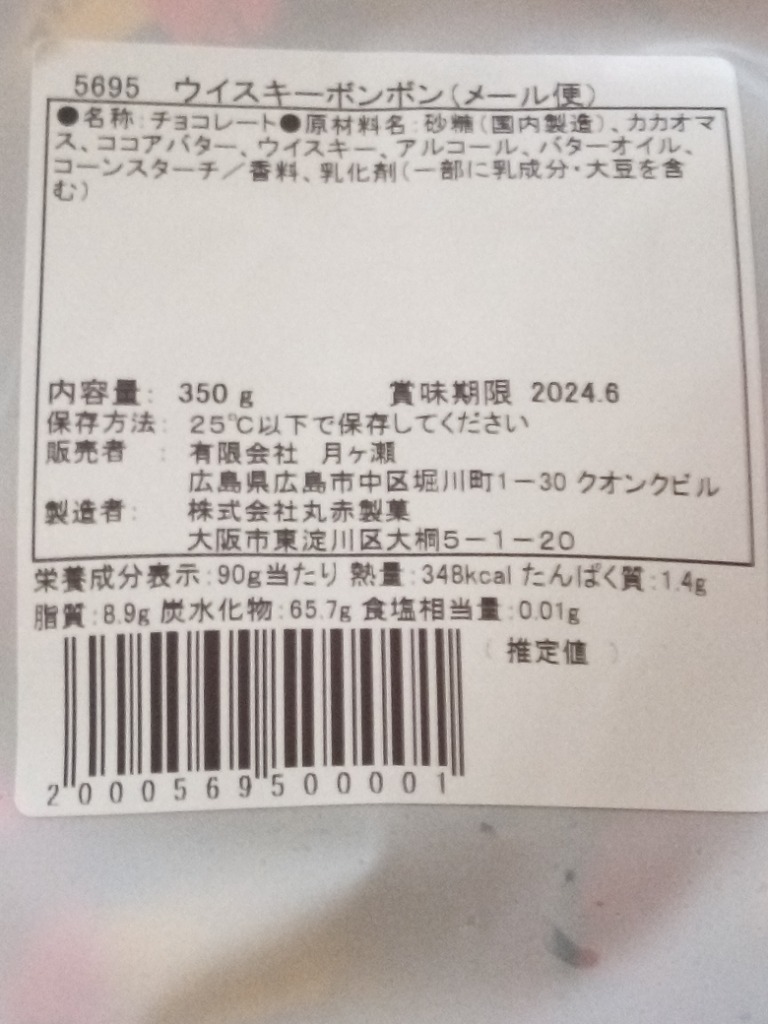 5695 ウイスキーボンボン(メール便)
●名称:チョコレート●原材料名:砂糖(国内製造)、カカオマ
ス、ココアバター、ウイスキー、アルコール、バターオイル、
コーンスターチ/香料、乳化剤(一部に乳成分・大豆を含
む)
内容量: 350g 賞味期限 2024.6
保存方法: 25℃以下で保存してください
販売者 : 有限会社 月ヶ瀬
広島県広島市中区堀川町1-30 クオンクビル
製造者: 株式会社丸赤製菓
大阪市東淀川区大桐5-1-20
栄養成分表示:90g当たり 熱量:348kcal たんぱく質:1.4g
脂質:8.9g 炭水化物:65.7g 食塩相当量:0.01g
(推定値)
2000569500001